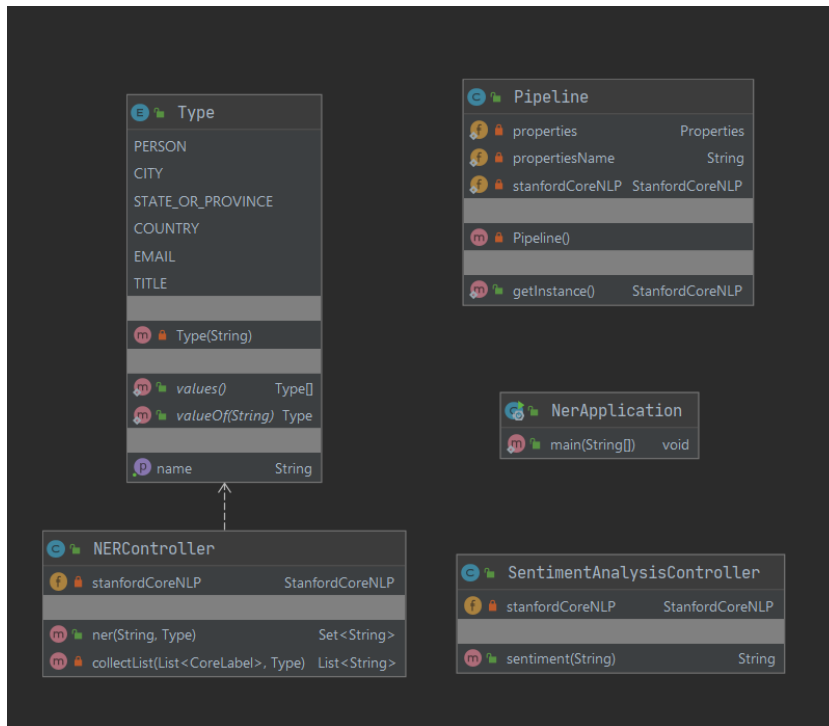 Type
PERSON
CITY
STATE_OR_PROVINCE
COUNTRY
EMAIL
TITLE
Type(String)
values() Type[]
valueOf(String) Type
name String
Pipeline
properties Properties
propertiesName String
stanfordCoreNLP StanfordCoreNLP
Pipeline()
getInstance() StanfordCoreNLP
NerApplication
main(String[]) void
NERController
stanfordCoreNLP StanfordCoreNLP
ner(String, Type) Set<String>
collectList(List<CoreLabel>, Type) List<String>
SentimentAnalysisController
stanfordCoreNLP StanfordCoreNLP
sentiment(String) String